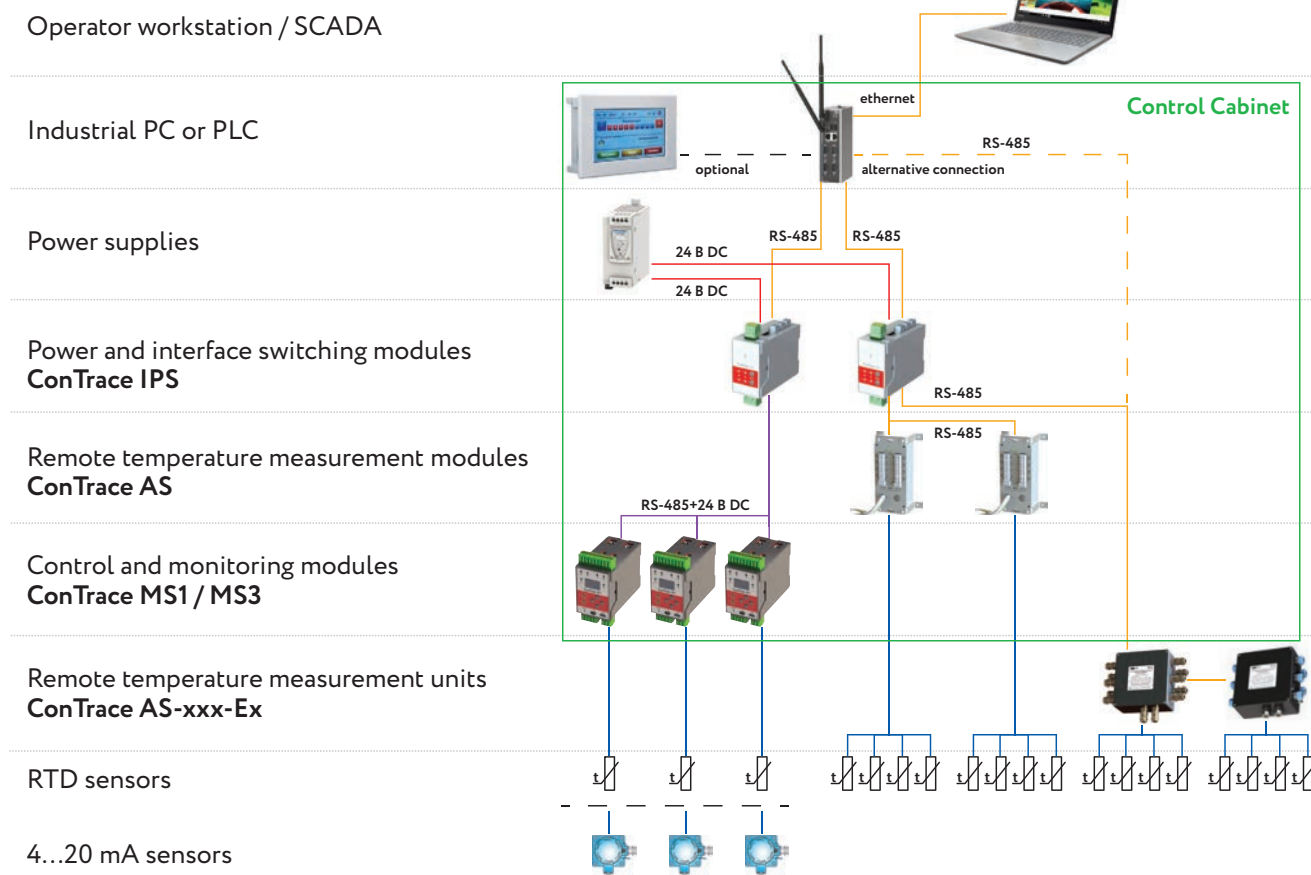 Operator workstation / SCADA
ethernet
Control Cabinet
Industrial PC or PLC
RS-485
optional
alternative connection
Power supplies
RS-485
RS-485
24 В DC
24 В DC
Power and interface switching modules
ConTrace IPS
RS-485
RS-485
Remote temperature measurement modules
ConTrace AS
RS-485+24 В DC
Control and monitoring modules
ConTrace MS1 / MS3
Remote temperature measurement units
ConTrace AS-xxx-Ex
RTD sensors
t t t t t t t t t t t t t t t t t t t
4...20 mA sensors